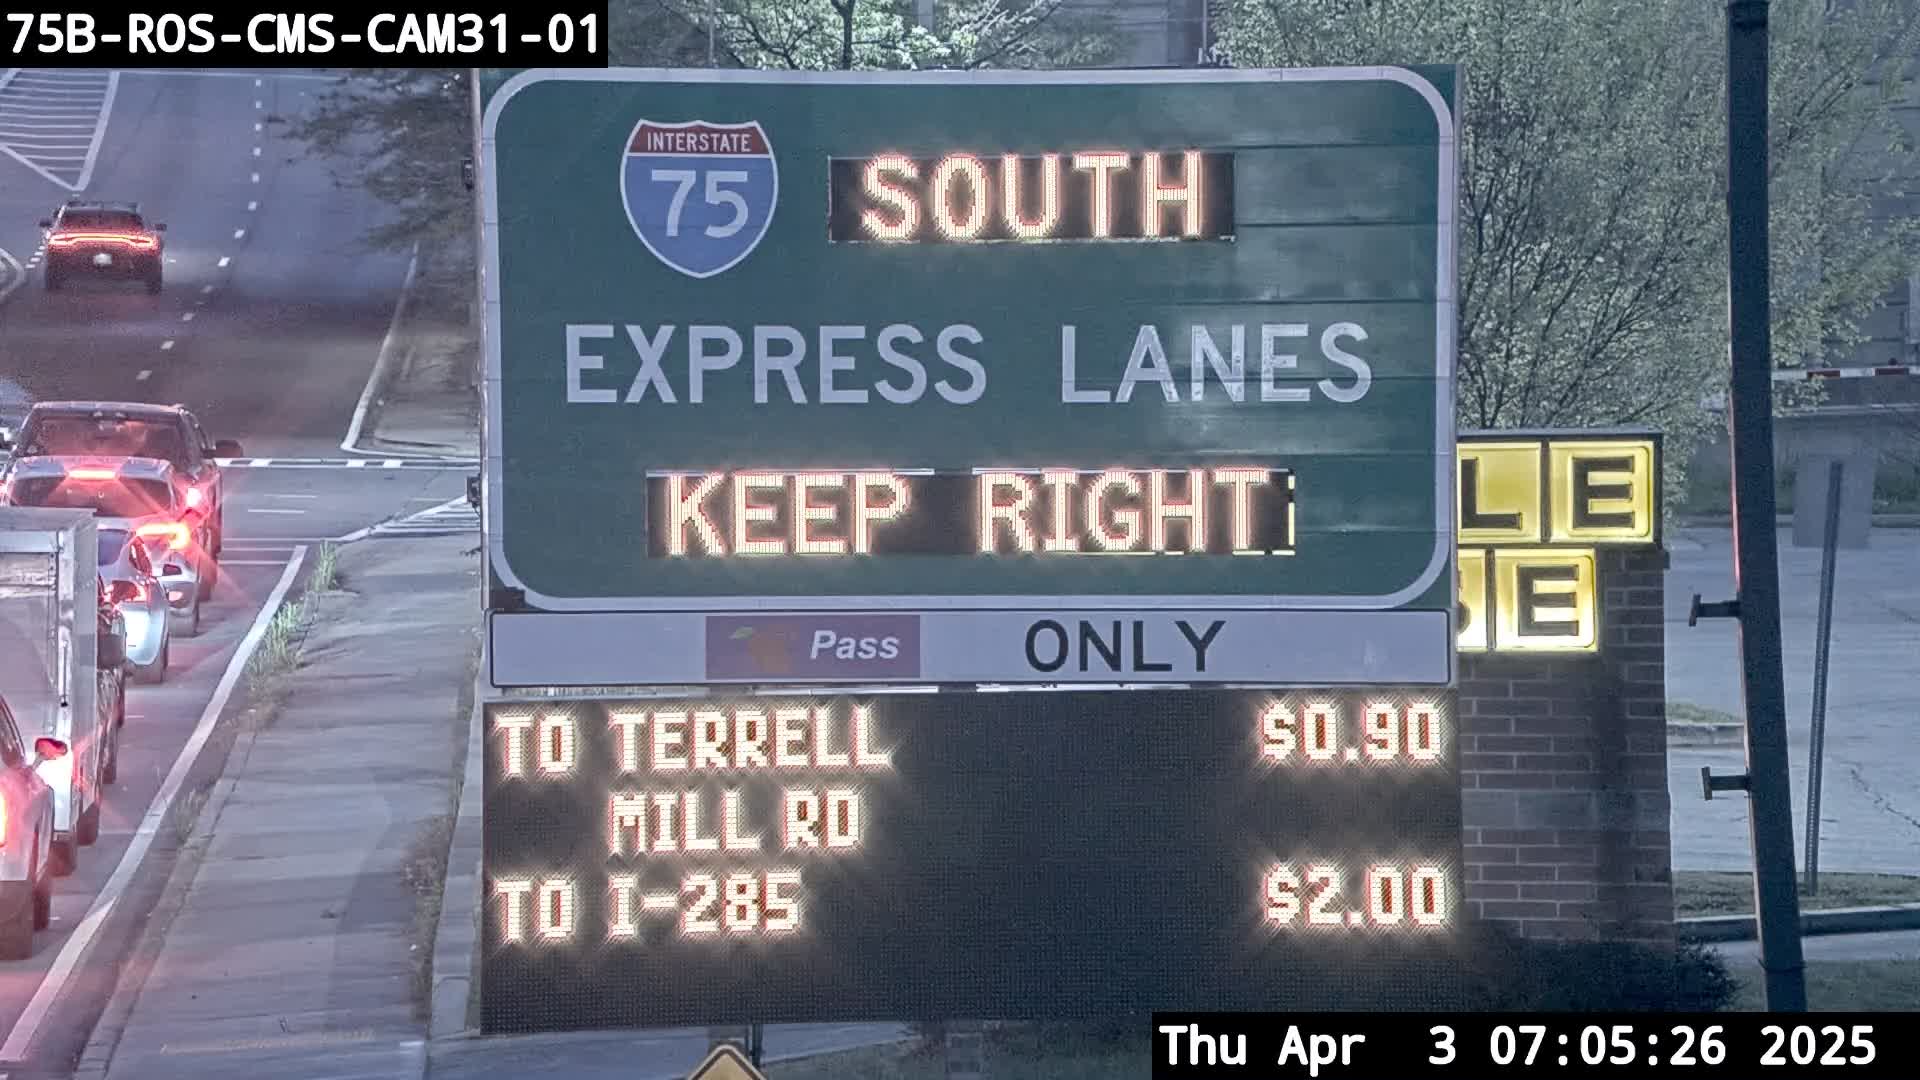 75B-ROS-CMS-CAM31-01
INTERSTATE
75
SOUTH
EXPRESS LANES
KEEP RIGHT
Pass ONLY
TO TERRELL $0.90
MILL RD
TO I-285 $2.00
LE
E
Thu Apr 3 07:05:26 2025